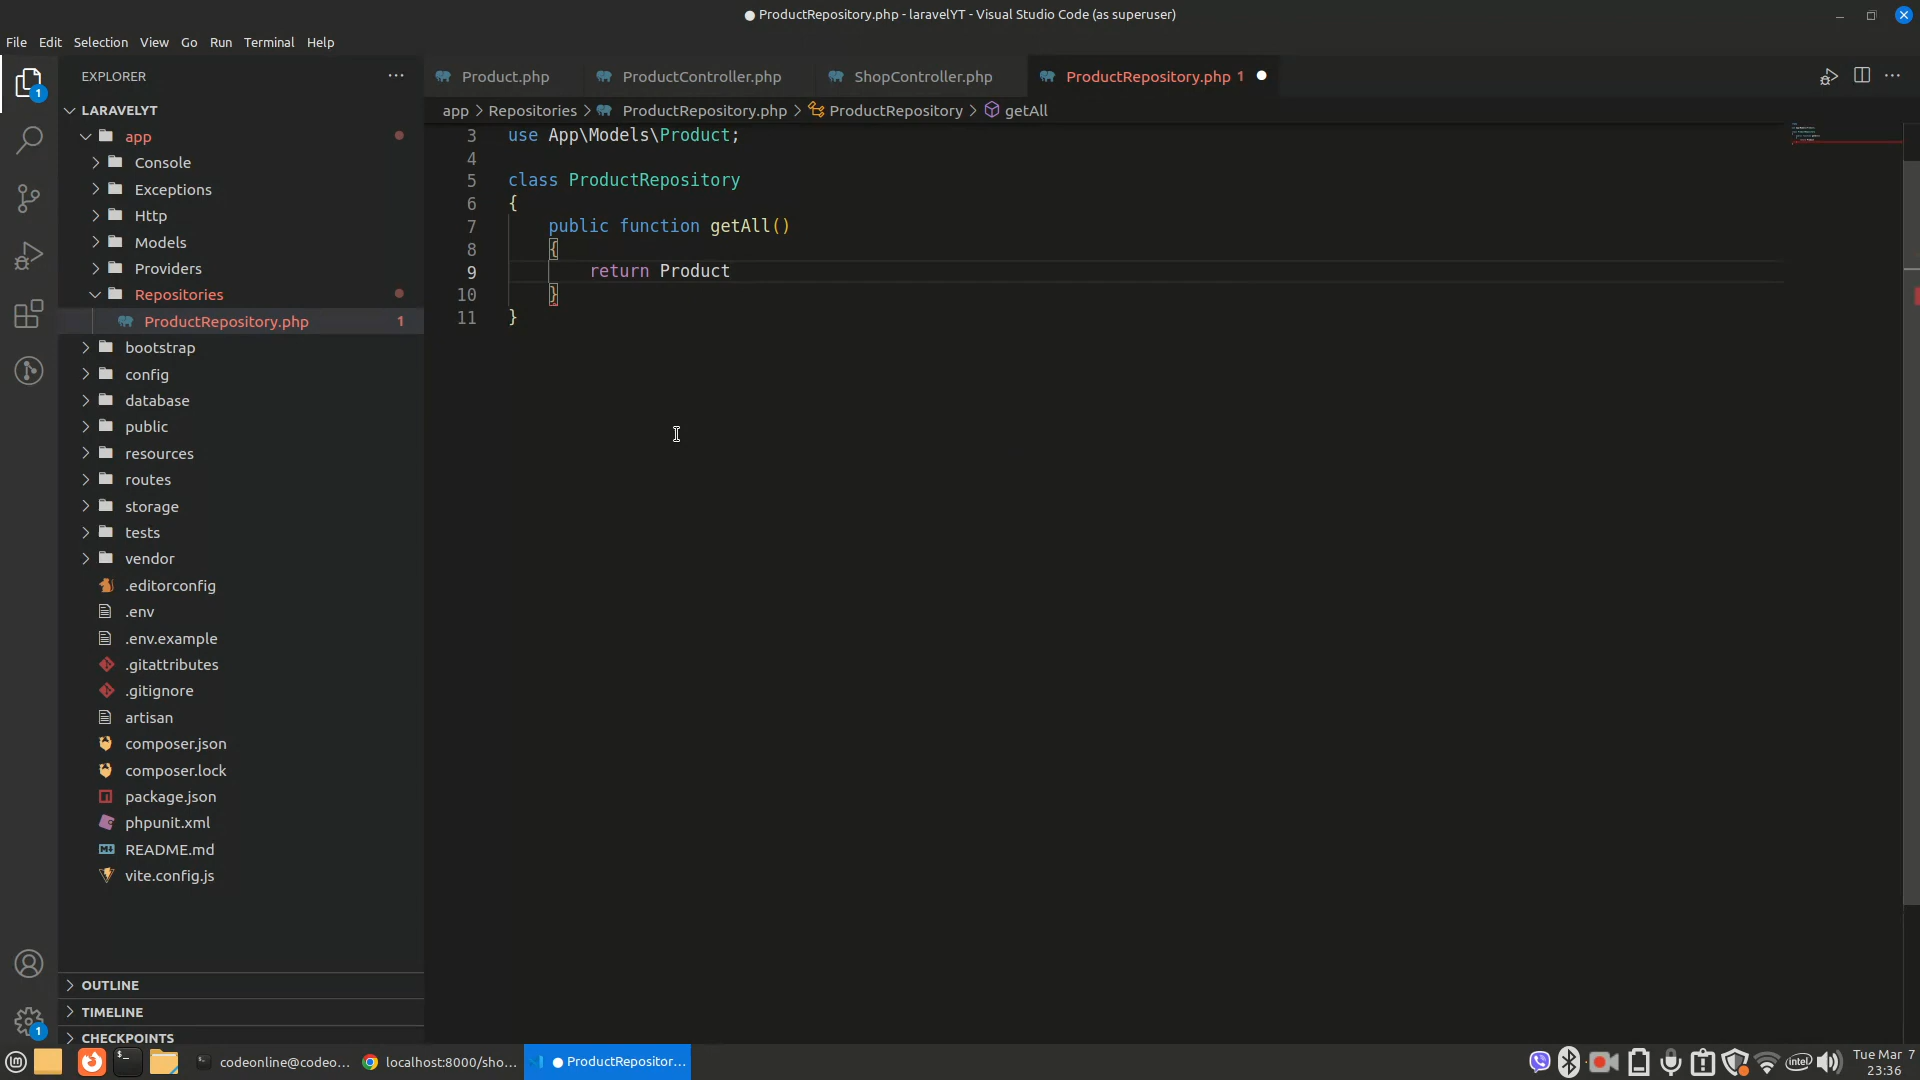 ProductRepository.php - laravelYT - Visual Studio Code (as superuser)
File Edit Selection View Go Run Terminal Help
EXPLORER
Product.php
ProductController.php
ShopController.php
ProductRepository.php 1
app > Repositories > ProductRepository.php > ProductRepository > getAll
LARAVELYT
app
Console
Exceptions
Http
Models
Providers
Repositories
ProductRepository.php 1
bootstrap
config
database
public
resources
routes
storage
tests
vendor
.editorconfig
.env
.env.example
.gitattributes
.gitignore
artisan
composer.json
composer.lock
package.json
phpunit.xml
README.md
vite.config.js
OUTLINE
TIMELINE
CHECKPOINTS
1
1
3 use App\Models\Product;
4
5 class ProductRepository
6 {
7 public function getAll()
8 {
9 return Product
10 }
11 }
codeonline@codeo...
localhost:8000/sho...
ProductRepositor...
intel
Tue Mar 7
23:36